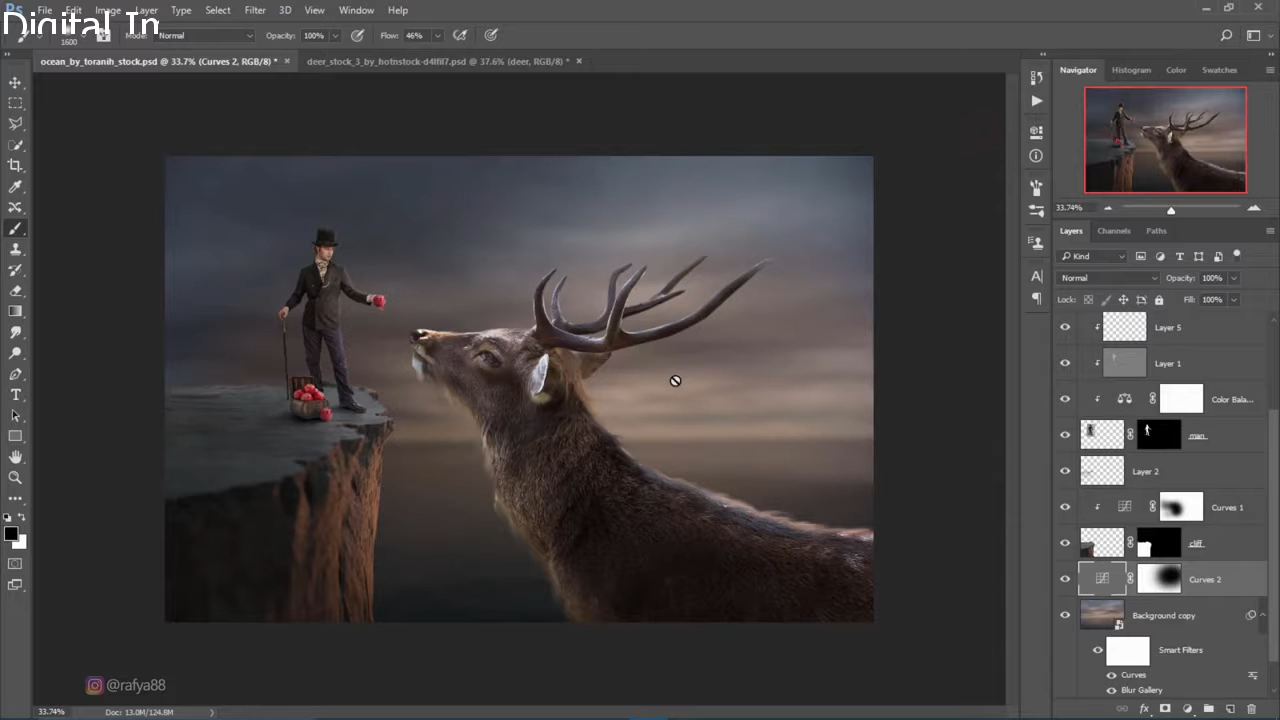 Digital Im
Ps File Edit Image Layer Type Select Filter 3D View Window Help
1600 Mode: Normal Opacity: 100% Flow: 46%
ocean_by_toranih_stock.psd @ 33.7% (Curves 2, RGB/8) * × deer_stock_3_by_hotnstock-d4lfil7.psd @ 37.6% (deer, RGB/8) * ×
Navigator Histogram Color Swatches
33.74%
Layers Channels Paths
Kind
Normal Opacity: 100%
Lock: Fill: 100%
Layer 5
Layer 1
Color Bala...
man
Layer 2
Curves 1
cliff
Curves 2
Background copy
Smart Filters
Curves
Blur Gallery
@rafya88
33.74% Doc: 13.0M/124.8M